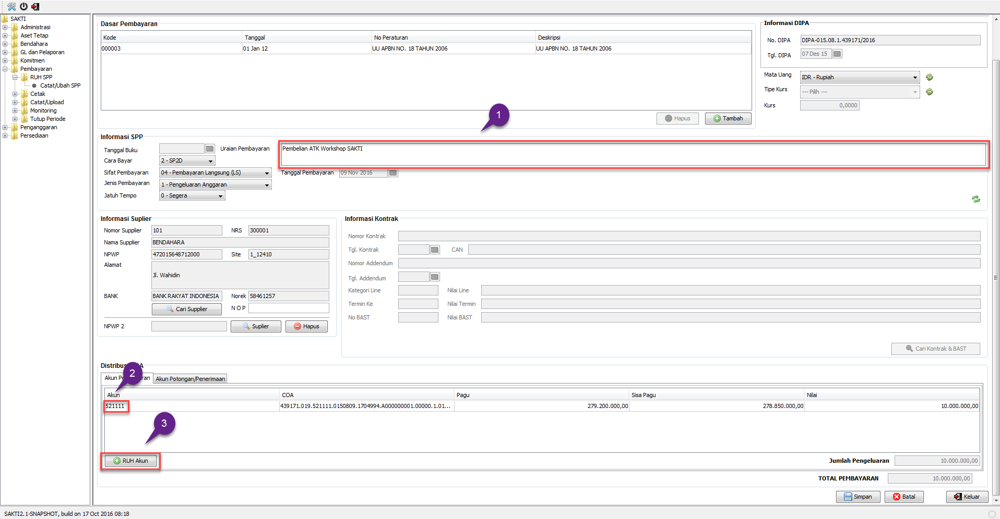 SAKTI
Administrasi
Aset Tetap
Bendahara
GL dan Pelaporan
Komitmen
Pembayaran
RUH SPP
Catat/Ubah SPP
Cetak
Catat/Upload
Monitoring
Tutup Periode
Penganggaran
Persediaan
Dasar Pembayaran
Kode Tanggal No Peraturan Deskripsi
000003 01 Jan 12 UU APBN NO. 18 TAHUN 2006 UU APBN NO. 18 TAHUN 2006
Hapus Tambah
Informasi DIPA
No. DIPA DIPA-015.08.1.439171/2016
Tgl. DIPA 07 Des 15
Mata Uang IDR - Rupiah
Tipe Kurs --- Pilih ---
Kurs 0,0000
1
Informasi SPP
Tanggal Buku Uraian Pembayaran Pembelian ATK Workshop SAKTI
Cara Bayar 2 - SP2D
Sifat Pembayaran 04 - Pembayaran Langsung (LS) Tanggal Pembayaran 09 Nov 2016
Jenis Pembayaran 1 - Pengeluaran Anggaran
Jatuh Tempo 0 - Segera
Informasi Suplier
Nomor Supplier 101 NRS 300001
Nama Supplier BENDAHARA
NPWP 472015648712000 Site 1_12410
Alamat Jl. Wahidin
BANK BANK RAKYAT INDONESIA Norek 58461257
Cari Supplier N O P
NPWP 2 Suplier Hapus
Informasi Kontrak
Nomor Kontrak
Tgl. Kontrak CAN
Nomor Addendum
Tgl. Addendum
Kategori Line Nilai Line
Termin Ke Nilai Termin
No BAST Nilai BAST
Cari Kontrak & BAST
2
Akun Potongan/Penerimaan
Akun COA Pagu Sisa Pagu Nilai
521111 439171.019.521111.0150809.1704994.A000000001.00000.1.01... 279.200.000,00 278.850.000,00 10.000.000,00
3
RUH Akun Jumlah Pengeluaran 10.000.000,00
TOTAL PEMBAYARAN 10.000.000,00
Simpan Batal Keluar
SAKTI2.1-SNAPSHOT, build on 17 Oct 2016 08:18